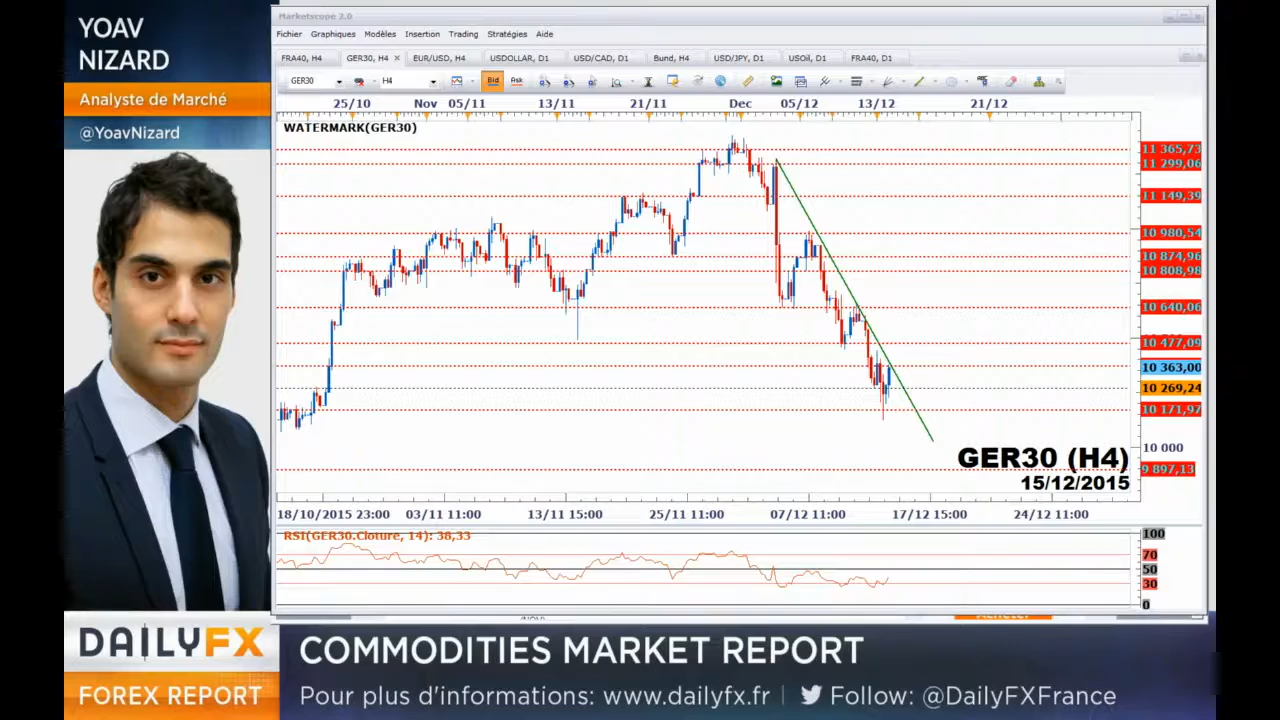 YOAV
NIZARD
Analyste de Marché
@YoavNizard
Marketscope 2.0
Fichier Graphiques Modèles Insertion Trading Stratégies Aide
FRA40, H4 GER30, H4 EUR/USD, H4 USDOLLAR, D1 USD/CAD, D1 Bund, H4 USD/JPY, D1 USOil, D1 FRA40, D1
GER30 H4 Bid Ask
25/10 Nov 05/11 13/11 21/11 Dec 05/12 13/12 21/12
WATERMARK(GER30)
11 365,73
11 299,06
11 149,39
10 980,54
10 874,96
10 808,98
10 640,06
10 477,09
10 363,00
10 269,24
10 171,97
10 000
9 897,13
GER30 (H4)
15/12/2015
18/10/2015 23:00 03/11 11:00 13/11 15:00 25/11 11:00 07/12 11:00 17/12 15:00 24/12 11:00
RSI(GER30.Cloture, 14): 38,33
100
70
50
30
0
DAILYFX
FOREX REPORT
COMMODITIES MARKET REPORT
Pour plus d'informations: www.dailyfx.fr | Follow: @DailyFXFrance